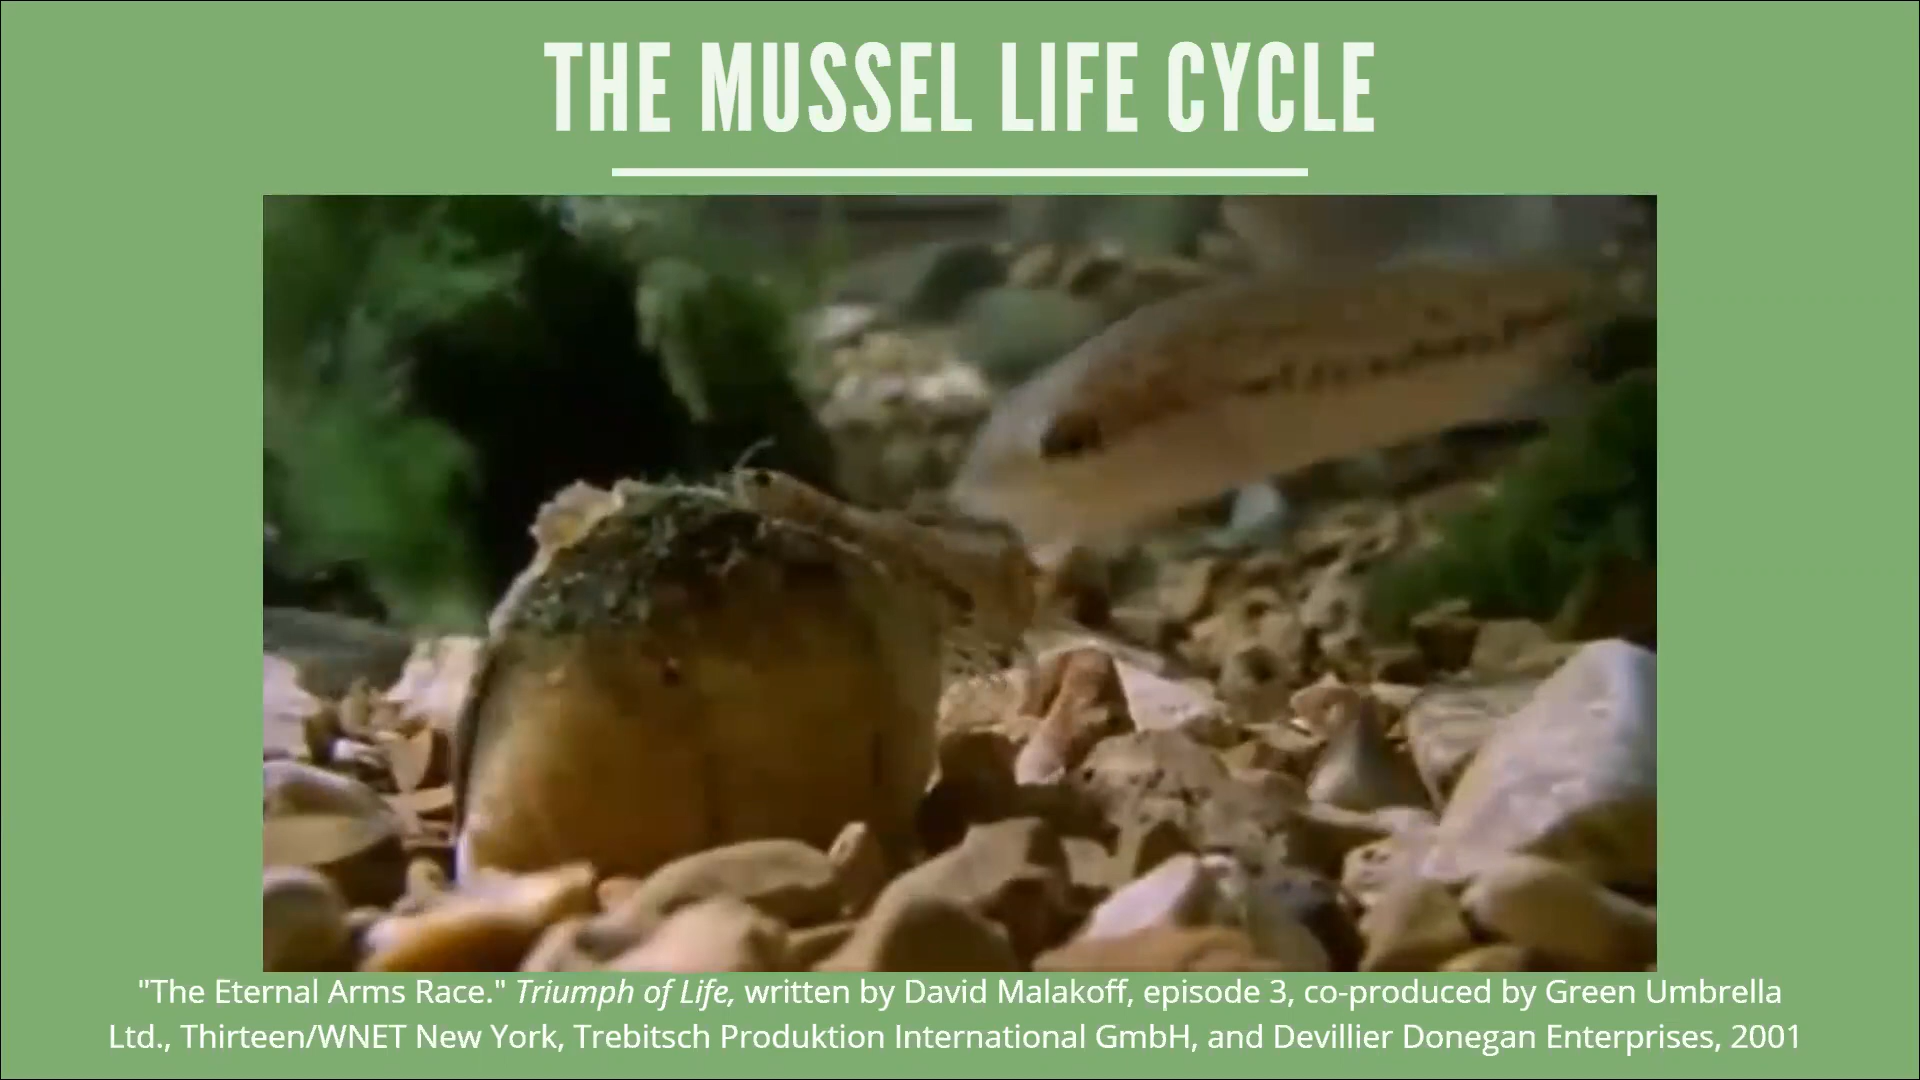 THE MUSSEL LIFE CYCLE
"The Eternal Arms Race." Triumph of Life, written by David Malakoff, episode 3, co-produced by Green Umbrella
Ltd., Thirteen/WNET New York, Trebitsch Produktion International GmbH, and Devillier Donegan Enterprises, 2001